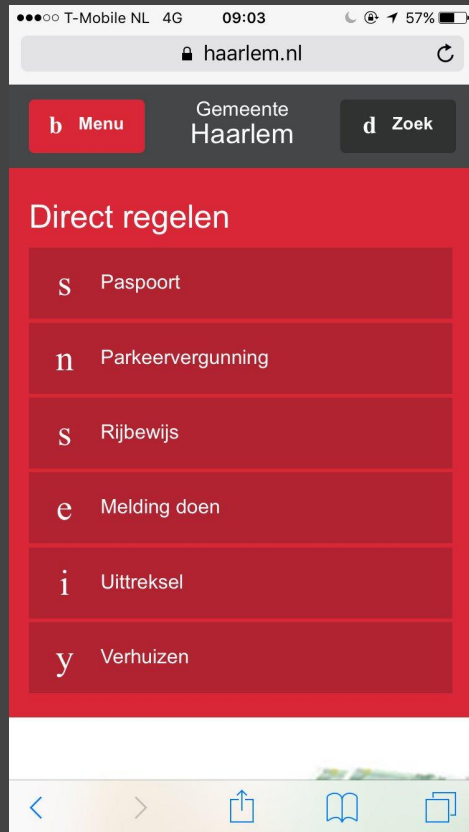 T-Mobile NL 4G 09:03 57%
haarlem.nl
b Menu
Gemeente
Haarlem
d Zoek
Direct regelen
s Paspoort
n Parkeervergunning
s Rijbewijs
e Melding doen
i Uittreksel
y Verhuizen